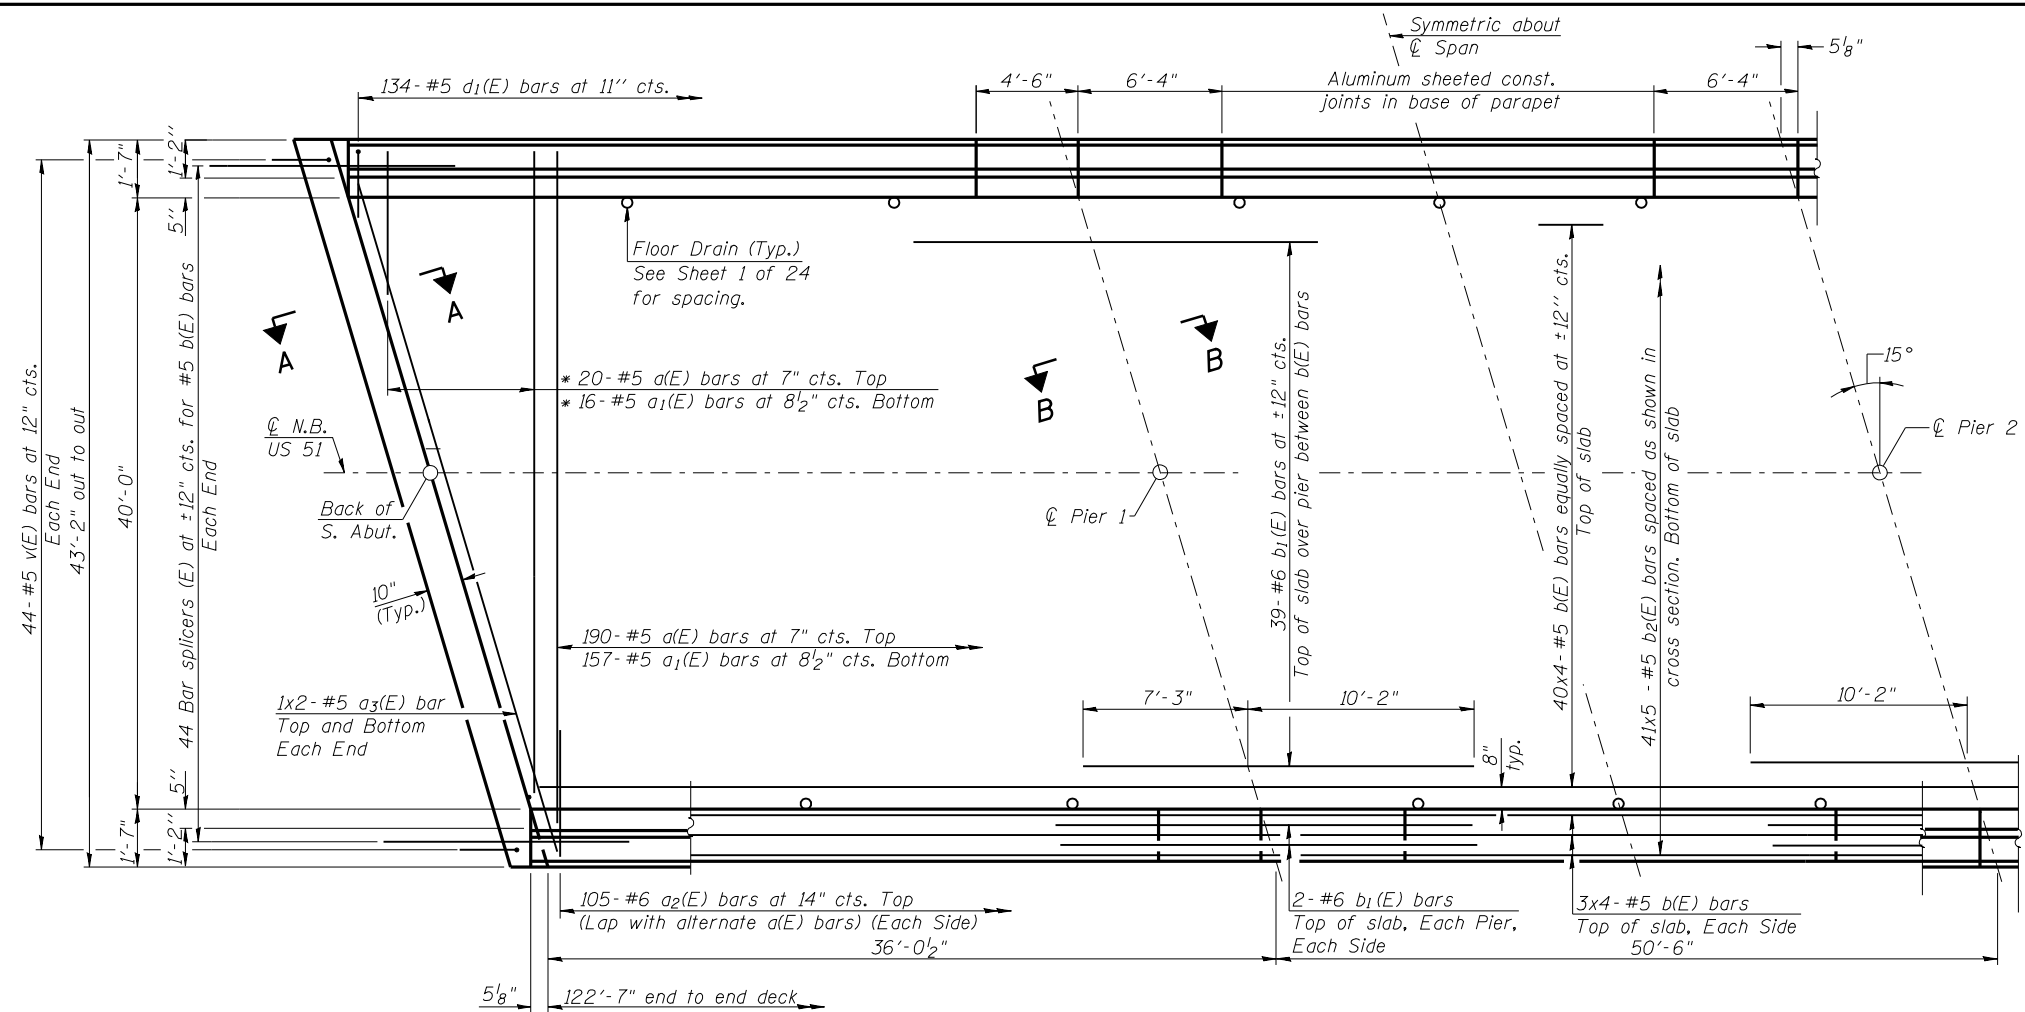 Symmetric about
℄ Span
5⅛"
134-#5 d1(E) bars at 11'' cts.
4'-6"
6'-4"
Aluminum sheeted const.
joints in base of parapet
6'-4"
1'-7"
1'-2''
5''
Floor Drain (Typ.)
See Sheet 1 of 24
for spacing.
A
A
B
B
15°
* 20-#5 a(E) bars at 7" cts. Top
* 16-#5 a1(E) bars at 8½" cts. Bottom
℄ N.B.
US 51
℄ Pier 2
Back of
S. Abut.
℄ Pier 1
44-#5 v(E) bars at 12" cts.
Each End
43'-2" out to out
40'-0"
44 Bar splicers (E) at ±12" cts. for #5 b(E) bars
Each End
39-#6 b1(E) bars at ±12" cts.
Top of slab over pier between b(E) bars
40x4-#5 b(E) bars equally spaced at ±12'' cts.
Top of slab
41x5 -#5 b2(E) bars spaced as shown in
cross section. Bottom of slab
10"
(Typ.)
190-#5 a(E) bars at 7" cts. Top
157-#5 a1(E) bars at 8½" cts. Bottom
1x2-#5 a3(E) bar
Top and Bottom
Each End
7'-3"
10'-2"
10'-2"
8"
typ.
5''
1'-7"
1'-2''
105-#6 a2(E) bars at 14" cts. Top
(Lap with alternate a(E) bars) (Each Side)
2-#6 b1(E) bars
Top of slab, Each Pier,
Each Side
3x4-#5 b(E) bars
Top of slab, Each Side
36'-0½"
50'-6"
5⅛"
122'-7" end to end deck